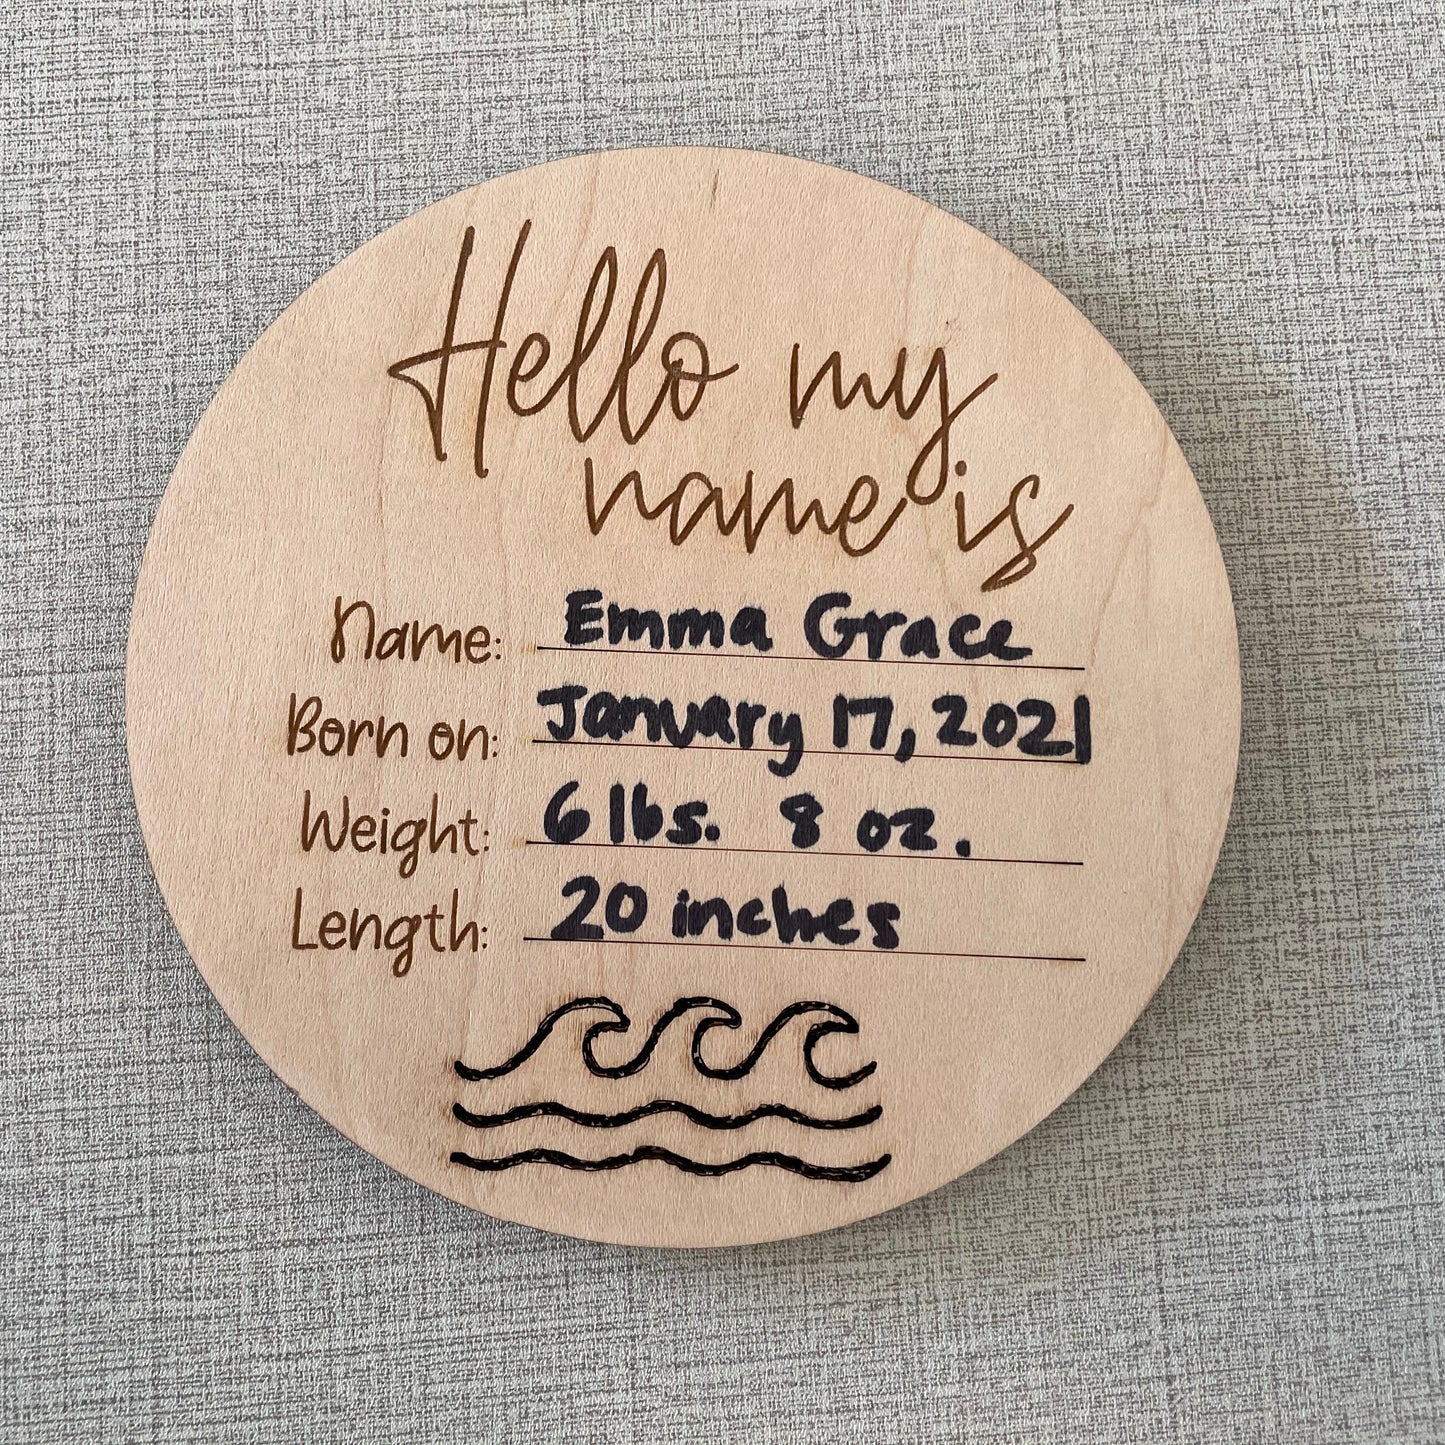 Hello my
name is
Name: Emma Grace
Born on: January 17, 2021
Weight: 6 lbs. 8 oz.
Length: 20 inches